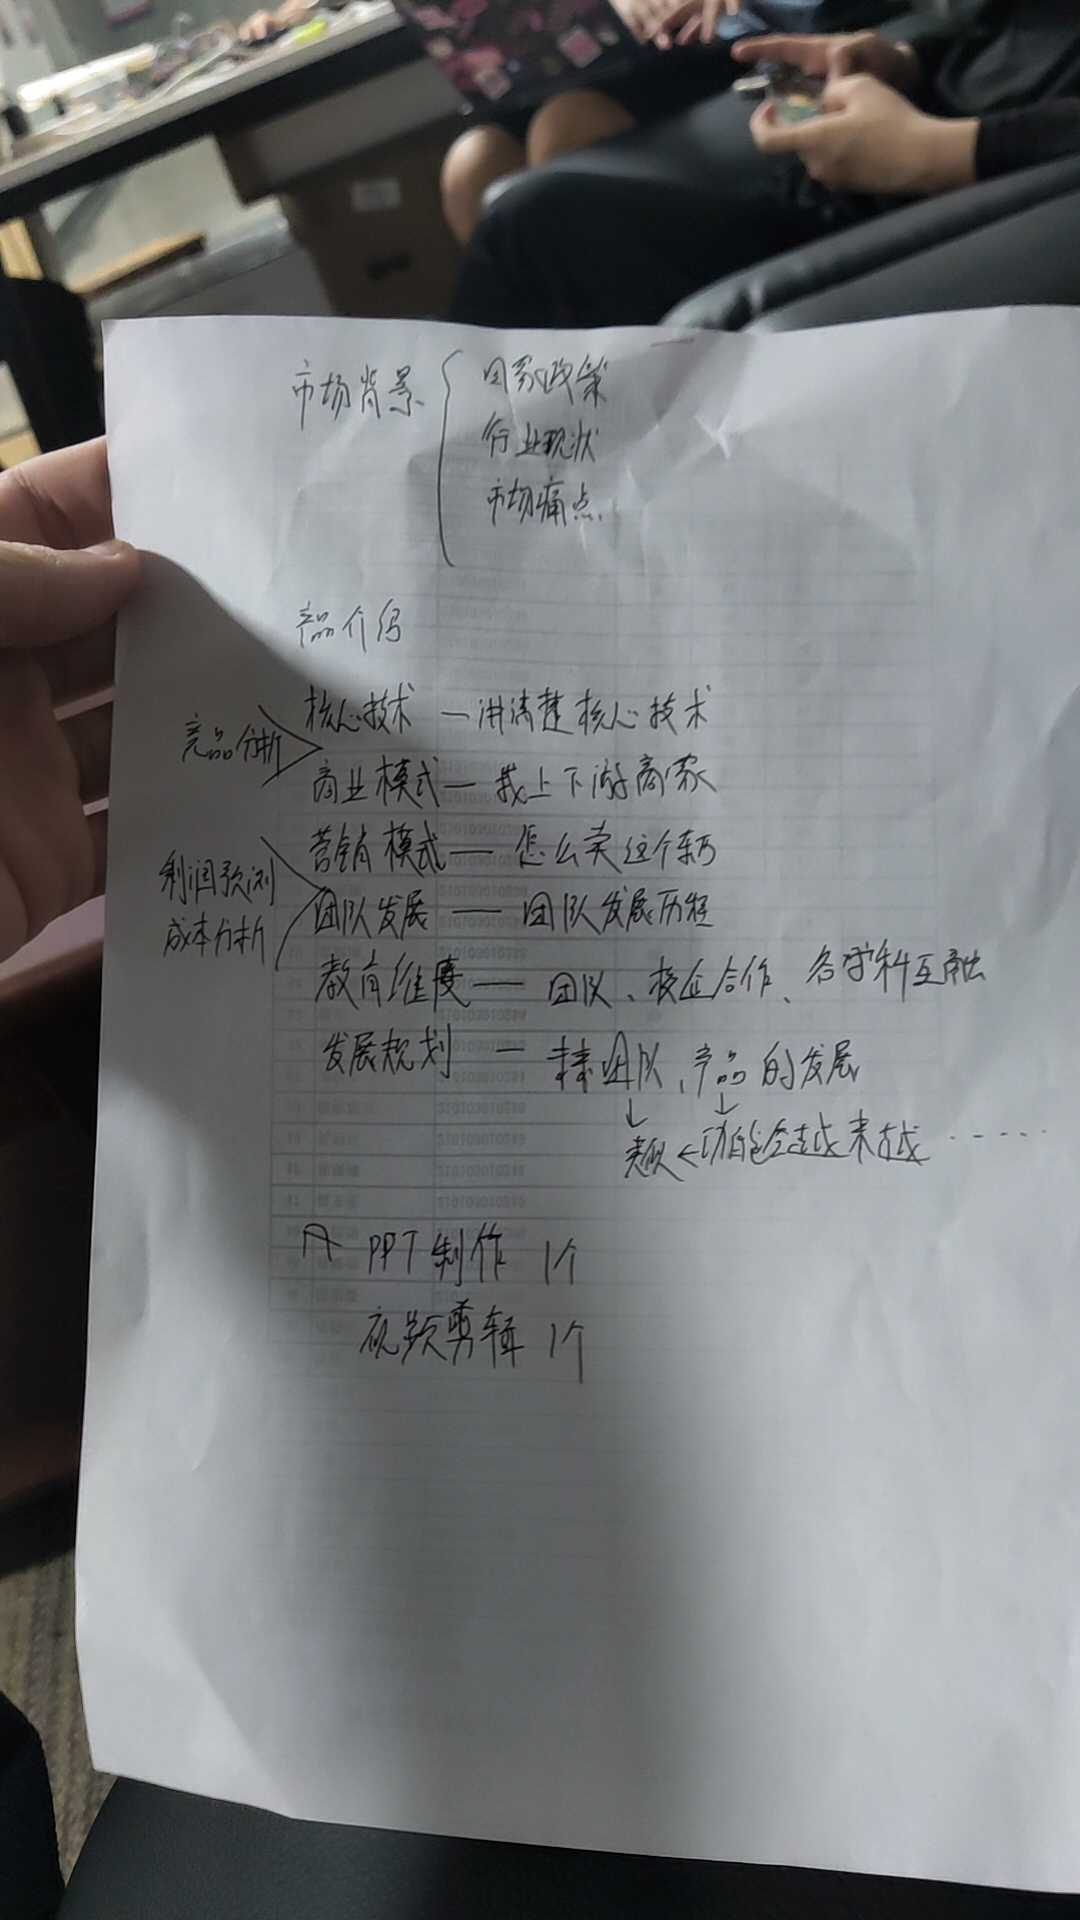 市场背景
国家政策
行业现状
市场痛点
产品介绍
核心技术 — 讲清楚核心技术
竞品分析
商业模式 — 找上下游商家
营销模式 — 怎么卖这个东西
利润预测
成本分析
团队发展 — 团队发展历程
教育维度 — 团队、校企合作、各学科互融
发展规划 — 团队、产品的发展
↓ ↓
← 功能会越来越 ......
PPT制作 1个
视频剪辑 1个